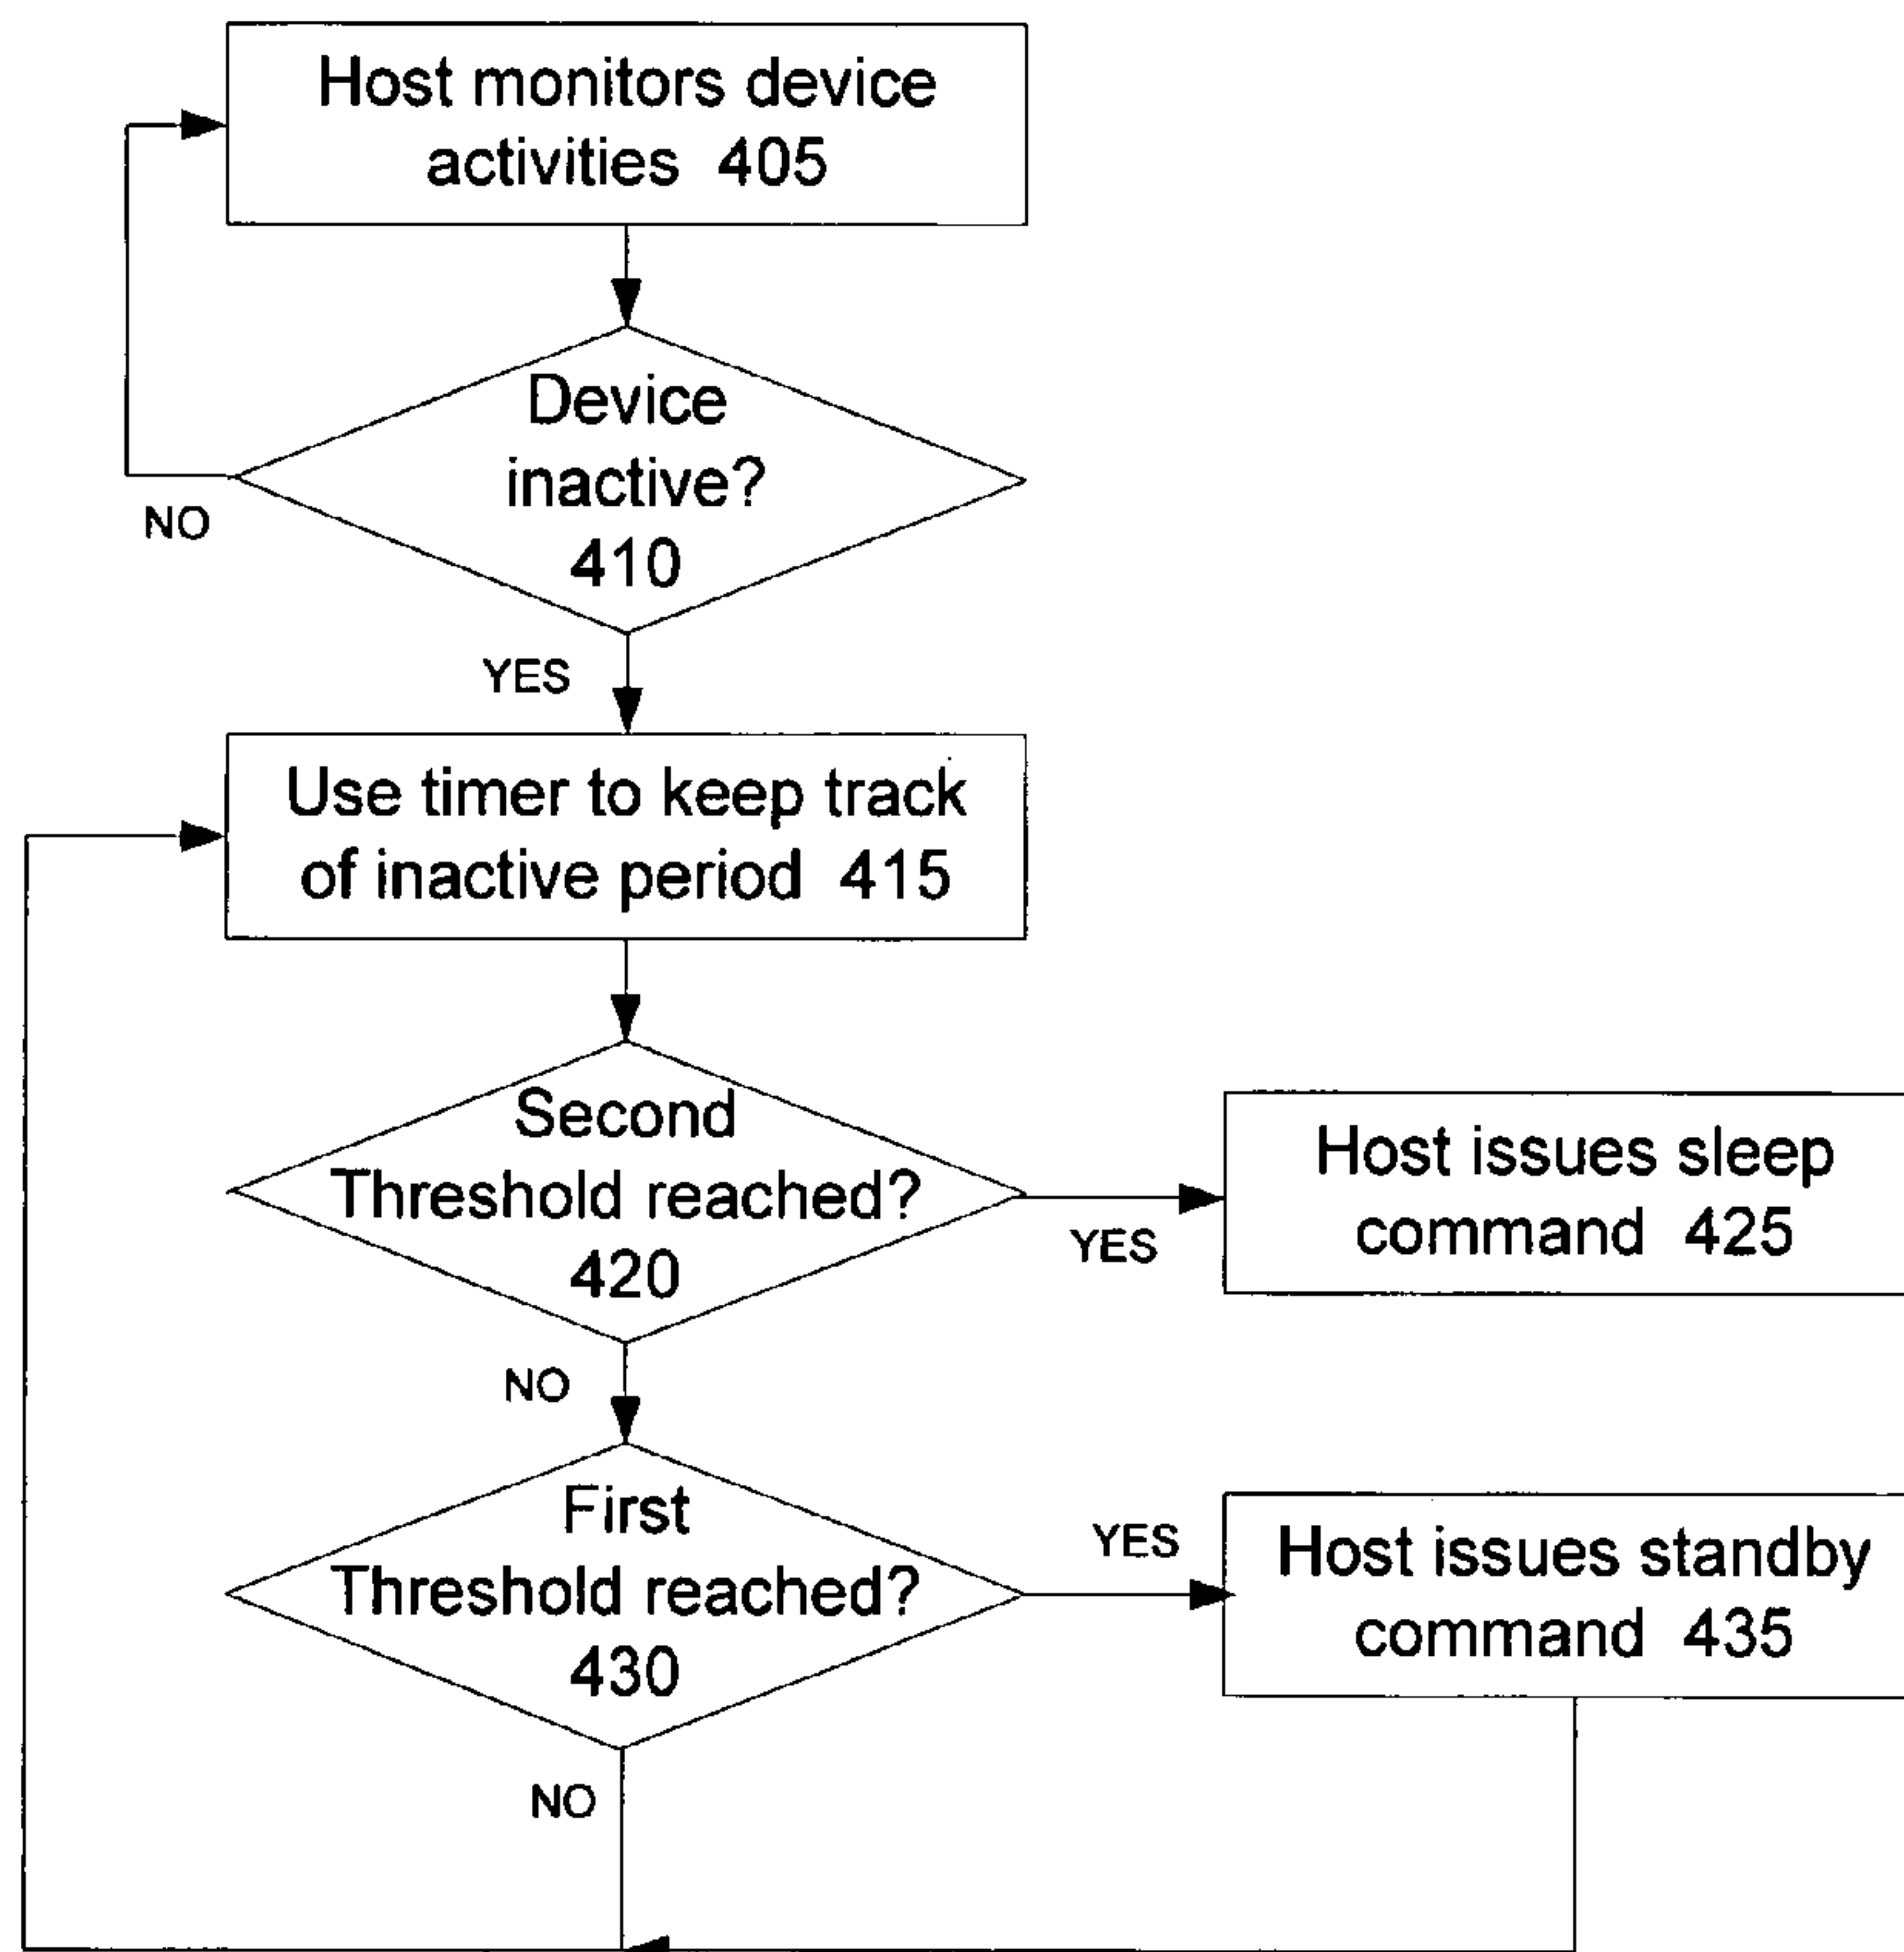 Host monitors device
activities 405
Device
inactive?
410
NO
YES
Use timer to keep track
of inactive period 415
Second
Threshold reached?
420
YES
Host issues sleep
command 425
NO
First
Threshold reached?
430
YES
Host issues standby
command 435
NO